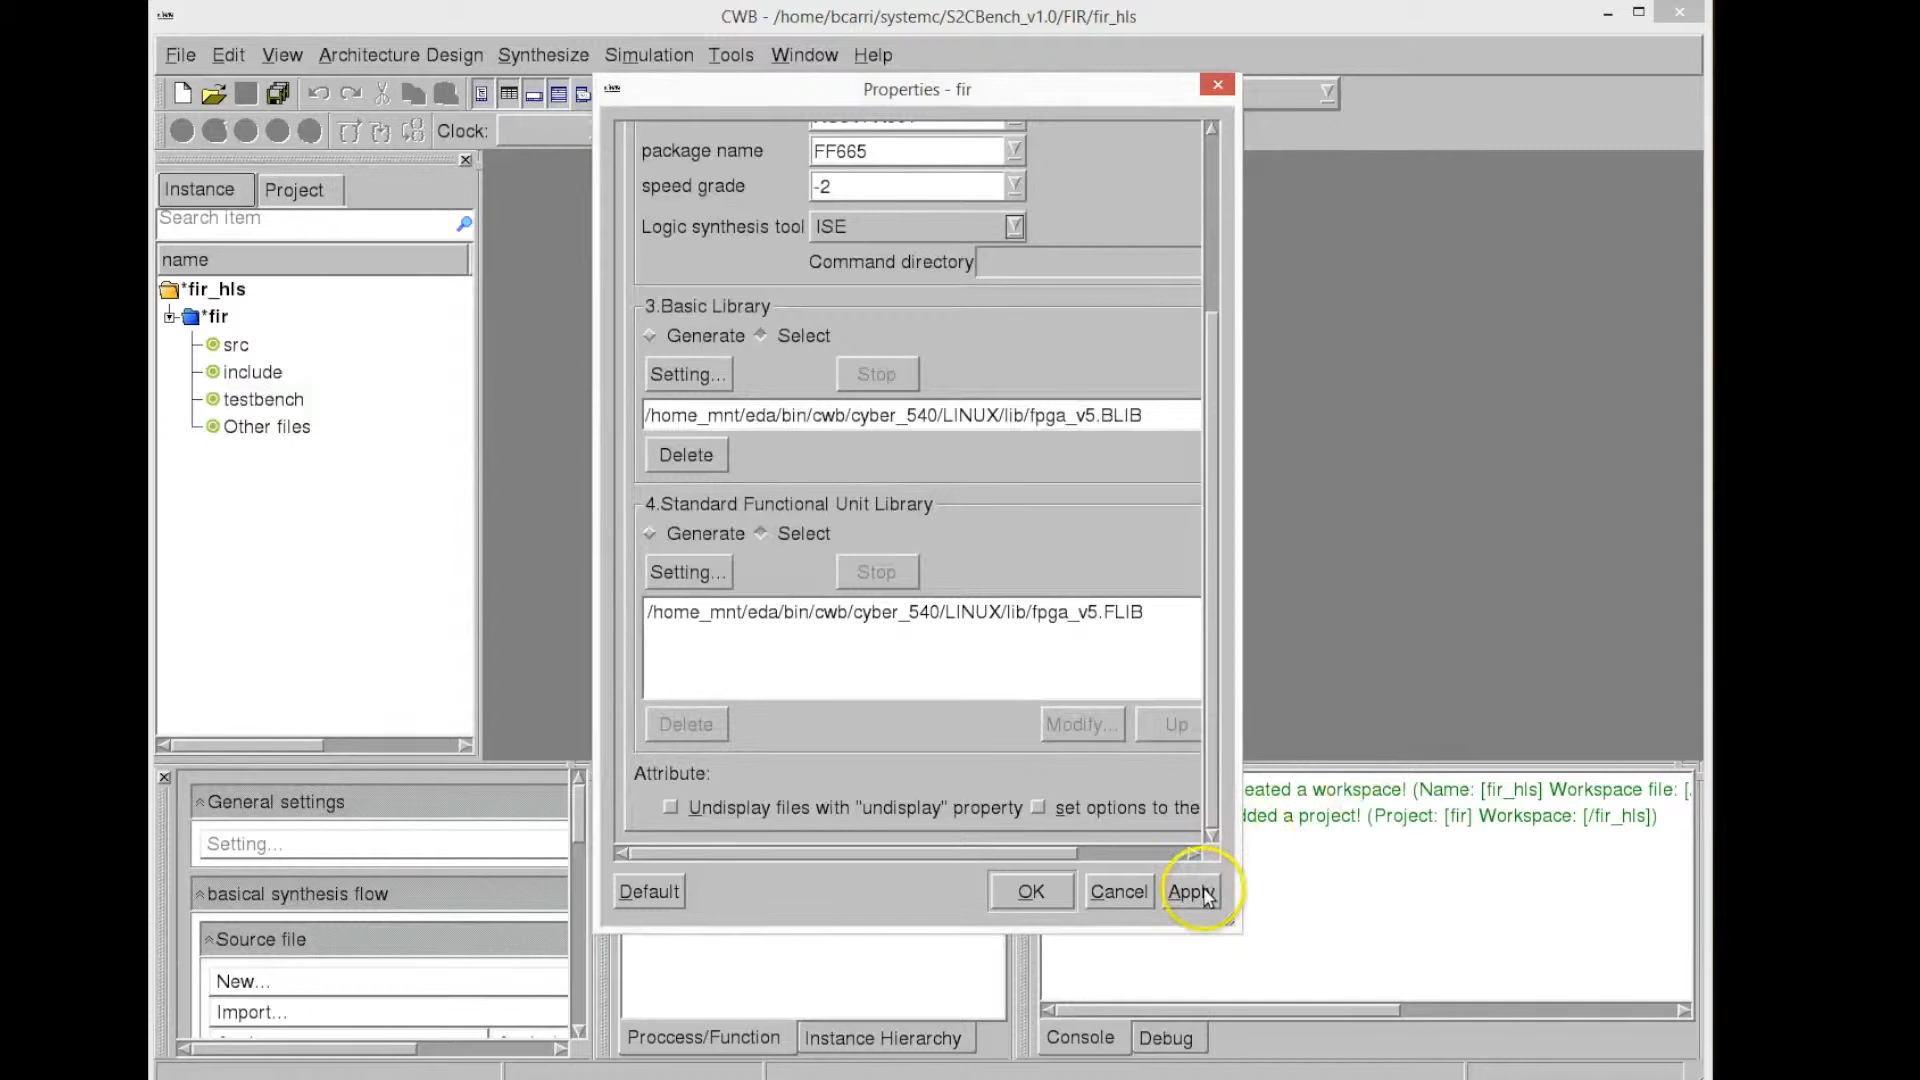 CWB - /home/bcarri/systemc/S2CBench_v1.0/FIR/fir_hls
File Edit View Architecture Design Synthesize Simulation Tools Window Help
Properties - fir
Clock:
package name FF665
speed grade -2
Logic synthesis tool ISE
Command directory
Instance Project
Search item
name
*fir_hls
*fir
src
include
testbench
Other files
3.Basic Library
Generate Select
Setting... Stop
/home_mnt/eda/bin/cwb/cyber_540/LINUX/lib/fpga_v5.BLIB
Delete
4.Standard Functional Unit Library
Generate Select
Setting... Stop
/home_mnt/eda/bin/cwb/cyber_540/LINUX/lib/fpga_v5.FLIB
Delete Modify... Up
Attribute:
Undisplay files with "undisplay" property set options to the
Default OK Cancel Apply
General settings
Setting...
basical synthesis flow
Source file
New...
Import...
eated a workspace! (Name: [fir_hls] Workspace file: [.
dded a project! (Project: [fir] Workspace: [/fir_hls])
Proccess/Function Instance Hierarchy
Console Debug